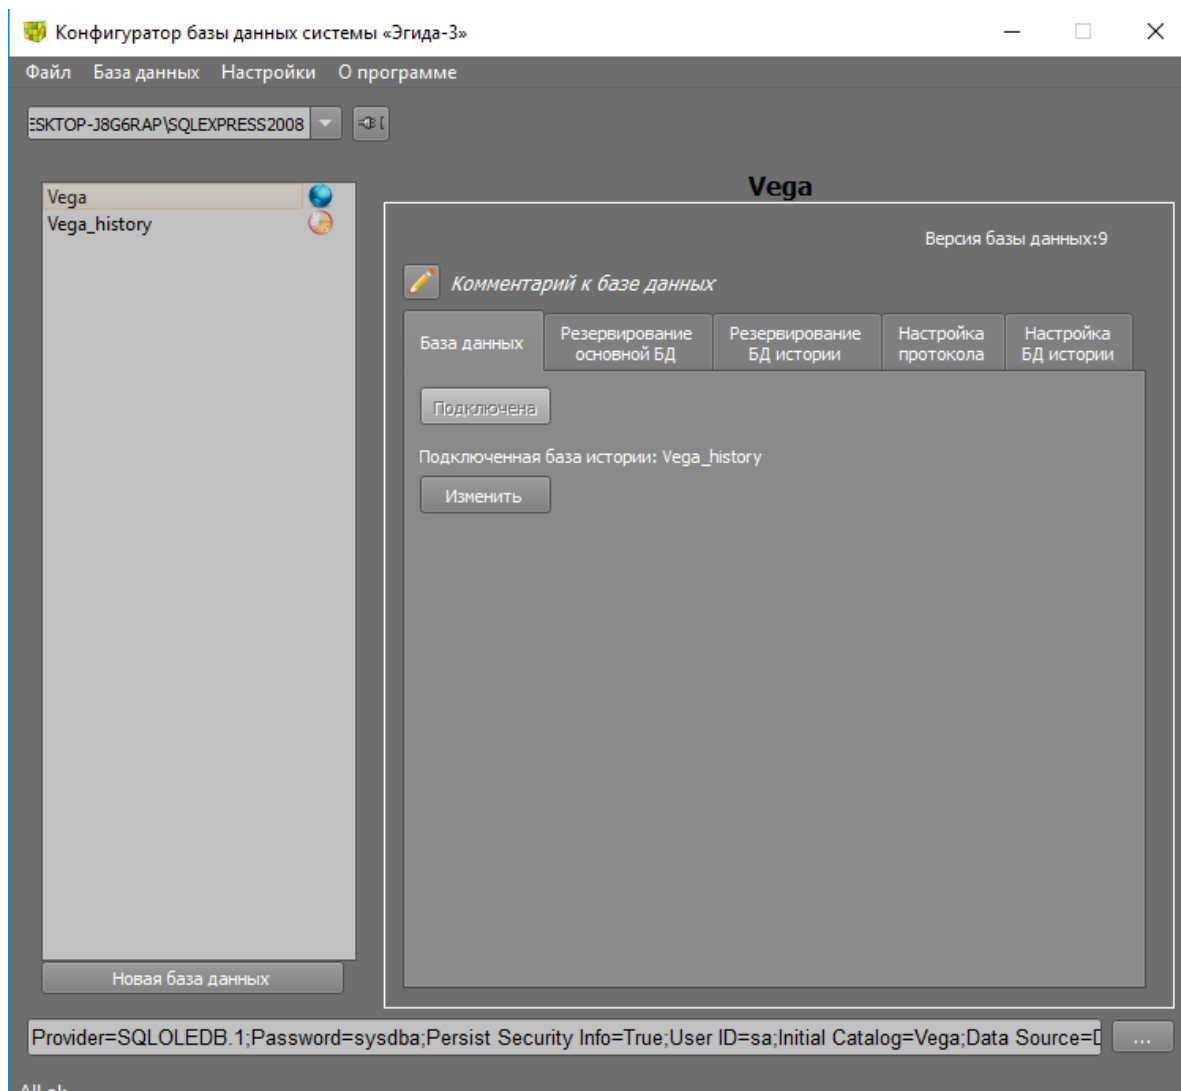 Конфигуратор базы данных системы «Эгида-3»
Файл База данных Настройки О программе
ESKTOP-J8G6RAP\SQLEXPRESS2008
Vega
Vega_history
Vega
Версия базы данных:9
Комментарий к базе данных
База данных
Резервирование
основной БД
Резервирование
БД истории
Настройка
протокола
Настройка
БД истории
Подключена
Подключенная база истории: Vega_history
Изменить
Новая база данных
Provider=SQLOLEDB.1;Password=sysdba;Persist Security Info=True;User ID=sa;Initial Catalog=Vega;Data Source=D
...
All ok